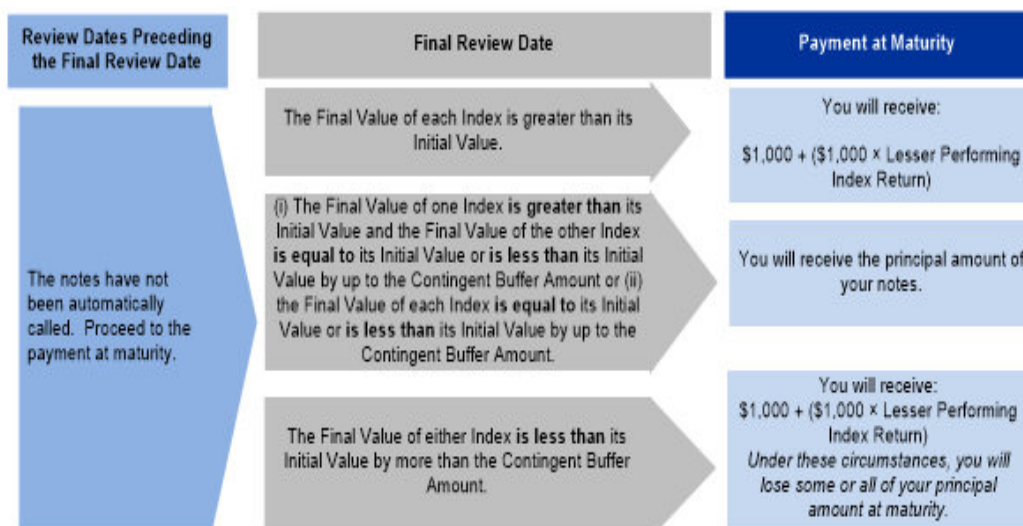 Review Dates Preceding
the Final Review Date
Final Review Date
Payment at Maturity
The notes have not
been automatically
called. Proceed to the
payment at maturity.
The Final Value of each Index is greater than its
Initial Value.
You will receive:
$1,000 + ($1,000 × Lesser Performing
Index Return)
(i) The Final Value of one Index is greater than its
Initial Value and the Final Value of the other Index
is equal to its Initial Value or is less than its Initial
Value by up to the Contingent Buffer Amount or (ii)
the Final Value of each Index is equal to its Initial
Value or is less than its Initial Value by up to the
Contingent Buffer Amount.
You will receive the principal amount of
your notes.
The Final Value of either Index is less than its
Initial Value by more than the Contingent Buffer
Amount.
You will receive:
$1,000 + ($1,000 × Lesser Performing
Index Return)
Under these circumstances, you will
lose some or all of your principal
amount at maturity.